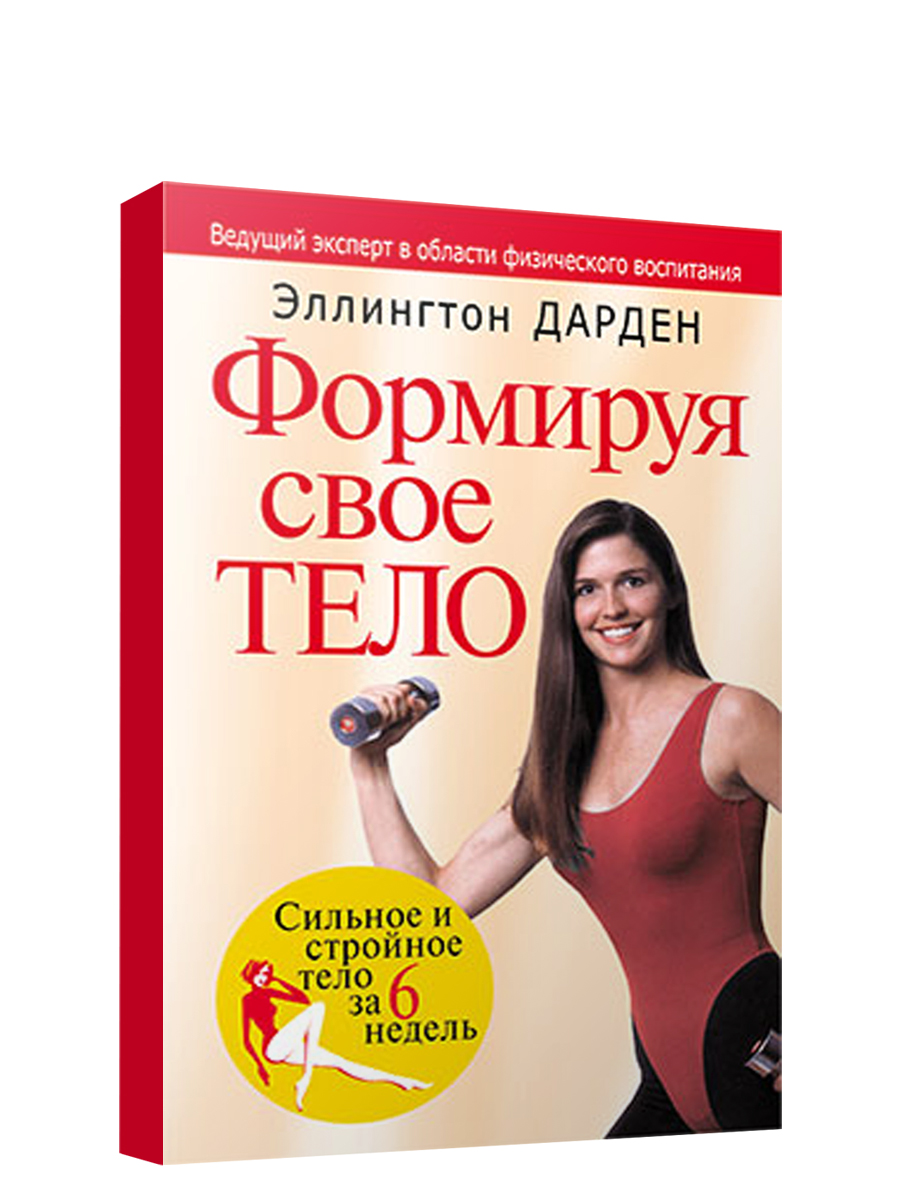 Ведущий эксперт в области физического воспитания
Эллингтон ДАРДЕН
Формируя
свое
ТЕЛО
Сильное и
стройное
тело
за 6
недель